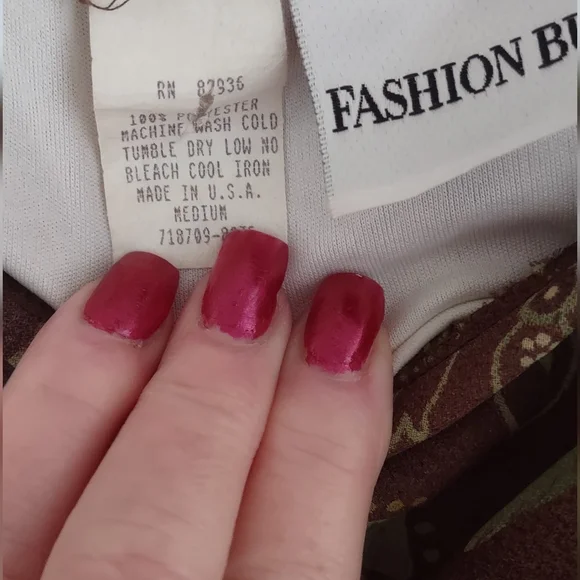 RN 87936
100% POLYESTER
MACHINE WASH COLD
TUMBLE DRY LOW NO
BLEACH COOL IRON
MADE IN U.S.A.
MEDIUM
FASHION